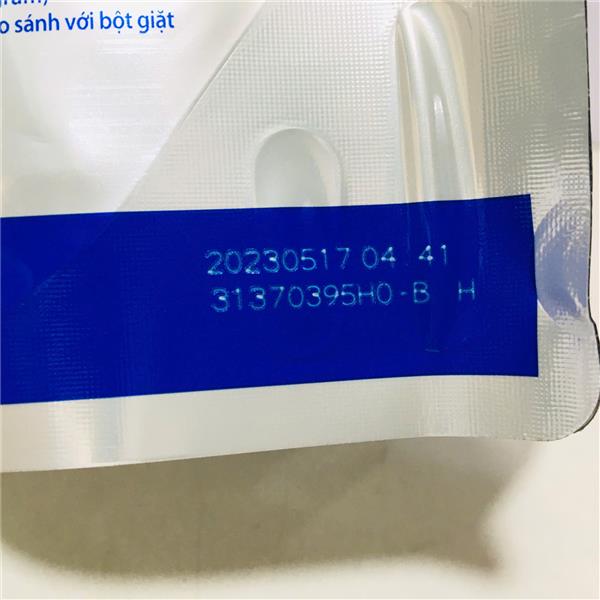 o sánh với bột giặt
20230517 04 41
31370395H0-B H